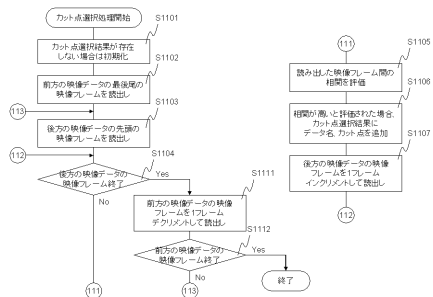 カット点選択処理開始
S1101
カット点選択結果が存在
しない場合は初期化
S1102
前方の映像データの最後尾の
映像フレームを読出し
113
S1103
後方の映像データの先頭の
映像フレームを読出し
112
S1104
後方の映像データの
映像フレーム終了
Yes
No
S1111
前方の映像データの映像
フレームを1フレーム
デクリメントして読出し
S1112
前方の映像データの
映像フレーム終了
Yes
No
111
113
終了
111
S1105
読み出した映像フレーム間の
相関を評価
S1106
相関が高いと評価された場合、
カット点選択結果に
データ名、カット点を追加
S1107
後方の映像データの映像
フレームを1フレーム
インクリメントして読出し
112